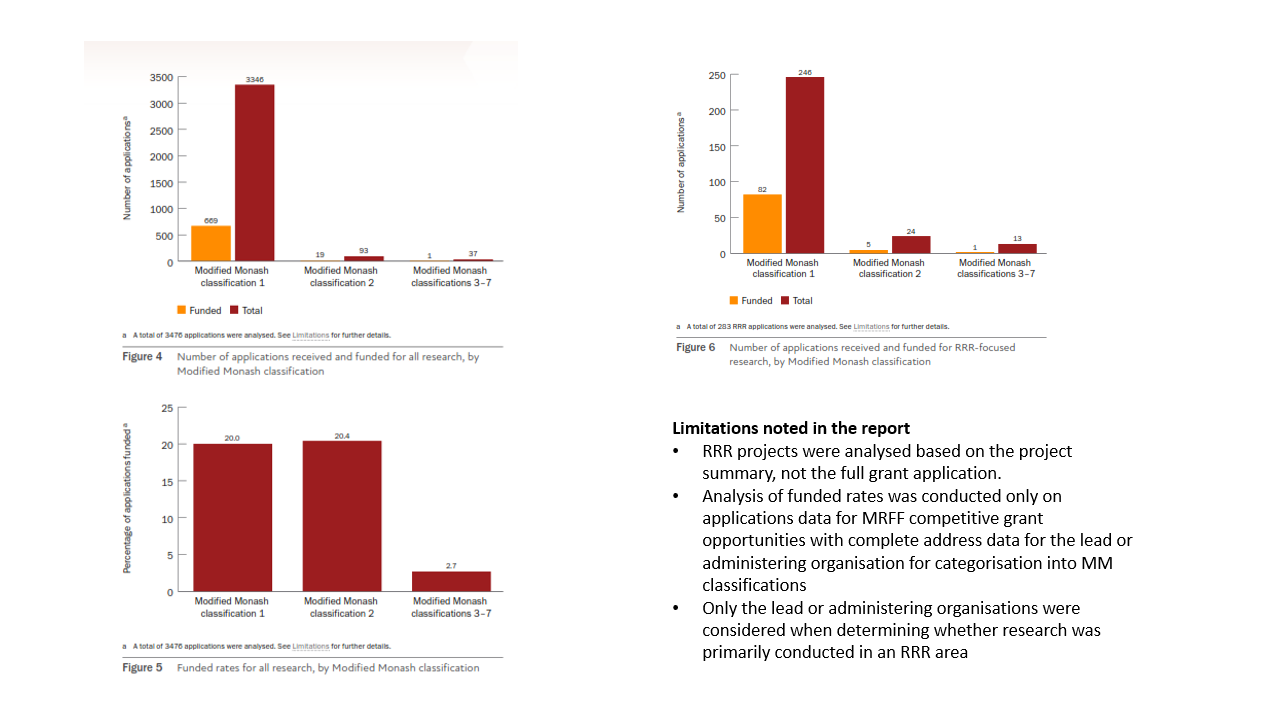 3500
3000
2500
2000
1500
1000
500
0
Number of applicationsᵃ
669
3346
19
93
1
37
Modified Monash
classification 1
Modified Monash
classification 2
Modified Monash
classifications 3–7
Funded Total
a A total of 3476 applications were analysed. See Limitations for further details.
Figure 4 Number of applications received and funded for all research, by
Modified Monash classification
25
20
15
10
5
0
Percentage of applications fundedᵃ
20.0
20.4
2.7
Modified Monash
classification 1
Modified Monash
classification 2
Modified Monash
classifications 3–7
a A total of 3476 applications were analysed. See Limitations for further details.
Figure 5 Funded rates for all research, by Modified Monash classification
250
200
150
100
50
0
Number of applicationsᵃ
82
246
5
24
1
13
Modified Monash
classification 1
Modified Monash
classification 2
Modified Monash
classifications 3–7
Funded Total
a A total of 283 RRR applications were analysed. See Limitations for further details.
Figure 6 Number of applications received and funded for RRR-focused
research, by Modified Monash classification
Limitations noted in the report
• RRR projects were analysed based on the project
summary, not the full grant application.
• Analysis of funded rates was conducted only on
applications data for MRFF competitive grant
opportunities with complete address data for the lead or
administering organisation for categorisation into MM
classifications
• Only the lead or administering organisations were
considered when determining whether research was
primarily conducted in an RRR area